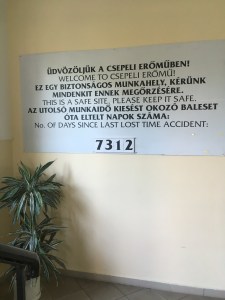 ÜDVÖZÖLJÜK A CSEPELI ERŐMŰBEN!
WELCOME TO CSEPELI ERŐMŰ!
EZ EGY BIZTONSÁGOS MUNKAHELY, KÉRÜNK
MINDENKIT ENNEK MEGŐRZÉSÉRE.
THIS IS A SAFE SITE, PLEASE KEEP IT SAFE.
AZ UTOLSÓ MUNKAIDŐ KIESÉST OKOZÓ BALESET
ÓTA ELTELT NAPOK SZÁMA:
No. OF DAYS SINCE LAST LOST TIME ACCIDENT:
7312